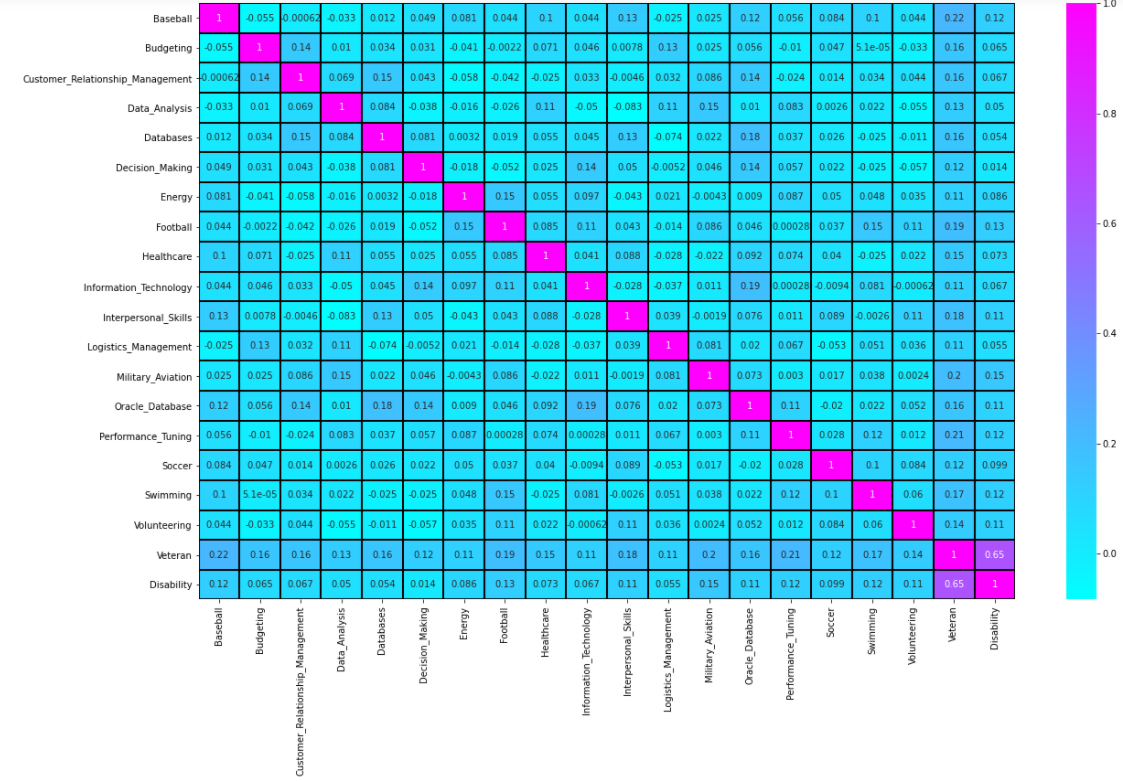 Baseball 1 -0.055 -0.00062 -0.033 0.012 0.049 0.081 0.044 0.1 0.044 0.13 -0.025 0.025 0.12 0.056 0.084 0.1 0.044 0.22 0.12
Budgeting -0.055 1 0.14 0.01 0.034 0.031 -0.041 -0.0022 0.071 0.046 0.0078 0.13 0.025 0.056 -0.01 0.047 5.1e-05 -0.033 0.16 0.065
Customer_Relationship_Management -0.00062 0.14 1 0.069 0.15 0.043 -0.058 -0.042 -0.025 0.033 -0.0046 0.032 0.086 0.14 -0.024 0.014 0.034 0.044 0.16 0.067
Data_Analysis -0.033 0.01 0.069 1 0.084 -0.038 -0.016 -0.026 0.11 -0.05 -0.083 0.11 0.15 0.01 0.083 0.0026 0.022 -0.055 0.13 0.05
Databases 0.012 0.034 0.15 0.084 1 0.081 0.0032 0.019 0.055 0.045 0.13 -0.074 0.022 0.18 0.037 0.026 -0.025 -0.011 0.16 0.054
Decision_Making 0.049 0.031 0.043 -0.038 0.081 1 -0.018 -0.052 0.025 0.14 0.05 -0.0052 0.046 0.14 0.057 0.022 -0.025 -0.057 0.12 0.014
Energy 0.081 -0.041 -0.058 -0.016 0.0032 -0.018 1 0.15 0.055 0.097 -0.043 0.021 -0.0043 0.009 0.087 0.05 0.048 0.035 0.11 0.086
Football 0.044 -0.0022 -0.042 -0.026 0.019 -0.052 0.15 1 0.085 0.11 0.043 -0.014 0.086 0.046 0.00028 0.037 0.15 0.11 0.19 0.13
Healthcare 0.1 0.071 -0.025 0.11 0.055 0.025 0.055 0.085 1 0.041 0.088 -0.028 -0.022 0.092 0.074 0.04 -0.025 0.022 0.15 0.073
Information_Technology 0.044 0.046 0.033 -0.05 0.045 0.14 0.097 0.11 0.041 1 -0.028 -0.037 0.011 0.19 0.00028 -0.0094 0.081 -0.00062 0.11 0.067
Interpersonal_Skills 0.13 0.0078 -0.0046 -0.083 0.13 0.05 -0.043 0.043 0.088 -0.028 1 0.039 -0.0019 0.076 0.011 0.089 -0.0026 0.11 0.18 0.11
Logistics_Management -0.025 0.13 0.032 0.11 -0.074 -0.0052 0.021 -0.014 -0.028 -0.037 0.039 1 0.081 0.02 0.067 -0.053 0.051 0.036 0.11 0.055
Military_Aviation 0.025 0.025 0.086 0.15 0.022 0.046 -0.0043 0.086 -0.022 0.011 -0.0019 0.081 1 0.073 0.003 0.017 0.038 0.0024 0.2 0.15
Oracle_Database 0.12 0.056 0.14 0.01 0.18 0.14 0.009 0.046 0.092 0.19 0.076 0.02 0.073 1 0.11 -0.02 0.022 0.052 0.16 0.11
Performance_Tuning 0.056 -0.01 -0.024 0.083 0.037 0.057 0.087 0.00028 0.074 0.00028 0.011 0.067 0.003 0.11 1 0.028 0.12 0.012 0.21 0.12
Soccer 0.084 0.047 0.014 0.0026 0.026 0.022 0.05 0.037 0.04 -0.0094 0.089 -0.053 0.017 -0.02 0.028 1 0.1 0.084 0.12 0.099
Swimming 0.1 5.1e-05 0.034 0.022 -0.025 -0.025 0.048 0.15 -0.025 0.081 -0.0026 0.051 0.038 0.022 0.12 0.1 1 0.06 0.17 0.12
Volunteering 0.044 -0.033 0.044 -0.055 -0.011 -0.057 0.035 0.11 0.022 -0.00062 0.11 0.036 0.0024 0.052 0.012 0.084 0.06 1 0.14 0.11
Veteran 0.22 0.16 0.16 0.13 0.16 0.12 0.11 0.19 0.15 0.11 0.18 0.11 0.2 0.16 0.21 0.12 0.17 0.14 1 0.65
Disability 0.12 0.065 0.067 0.05 0.054 0.014 0.086 0.13 0.073 0.067 0.11 0.055 0.15 0.11 0.12 0.099 0.12 0.11 0.65 1
Baseball
Budgeting
Customer_Relationship_Management
Data_Analysis
Databases
Decision_Making
Energy
Football
Healthcare
Information_Technology
Interpersonal_Skills
Logistics_Management
Military_Aviation
Oracle_Database
Performance_Tuning
Soccer
Swimming
Volunteering
Veteran
Disability
1.0
0.8
0.6
0.4
0.2
0.0